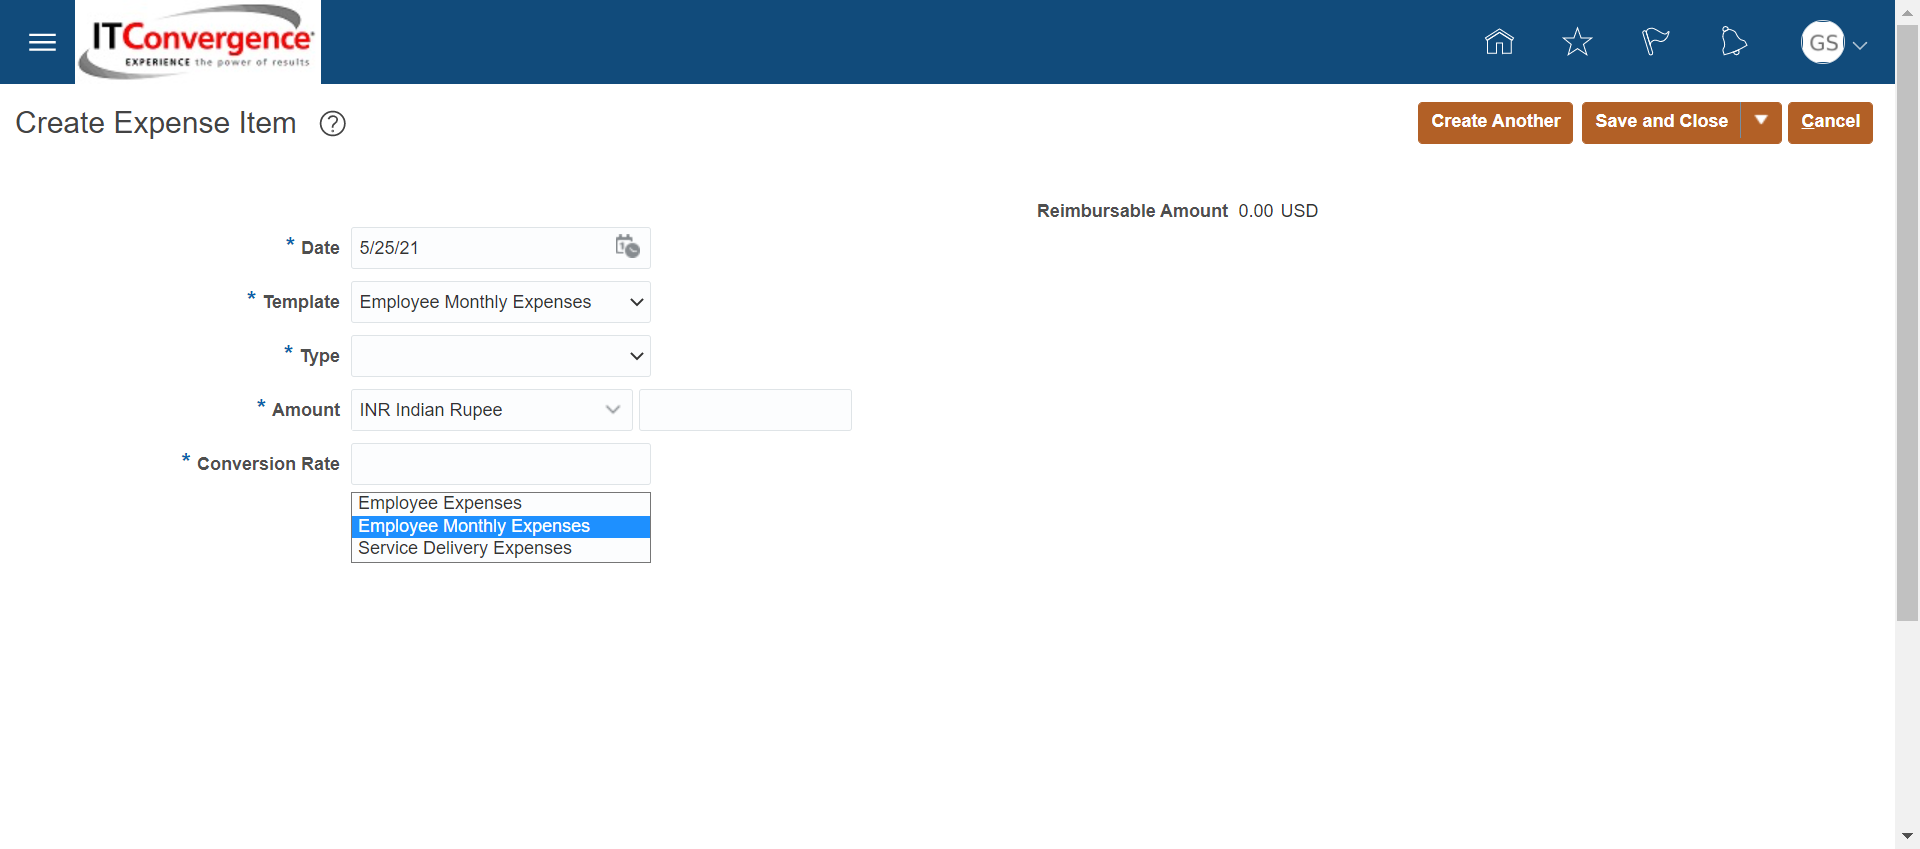 ITConvergence
EXPERIENCE the power of results
GS
Create Expense Item ?
Create Another
Save and Close
Cancel
Reimbursable Amount 0.00 USD
* Date 5/25/21
* Template Employee Monthly Expenses
* Type
* Amount INR Indian Rupee
* Conversion Rate
Employee Expenses
Employee Monthly Expenses
Service Delivery Expenses